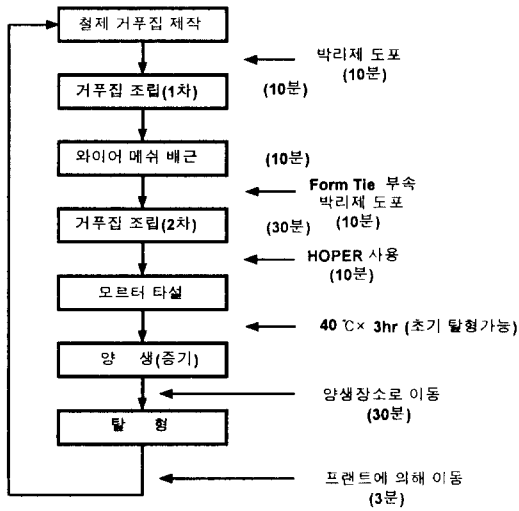 철제 거푸집 제작
박리제 도포
(10분)
거푸집 조립(1차)
(10분)
와이어 메쉬 배근
(10분)
Form Tie 부속
박리제 도포
(10분)
거푸집 조립(2차)
(30분)
HOPER 사용
(10분)
모르터 타설
40 ℃× 3hr (초기 탈형가능)
양 생(증기)
양생장소로 이동
(30분)
탈 형
프랜트에 의해 이동
(3분)